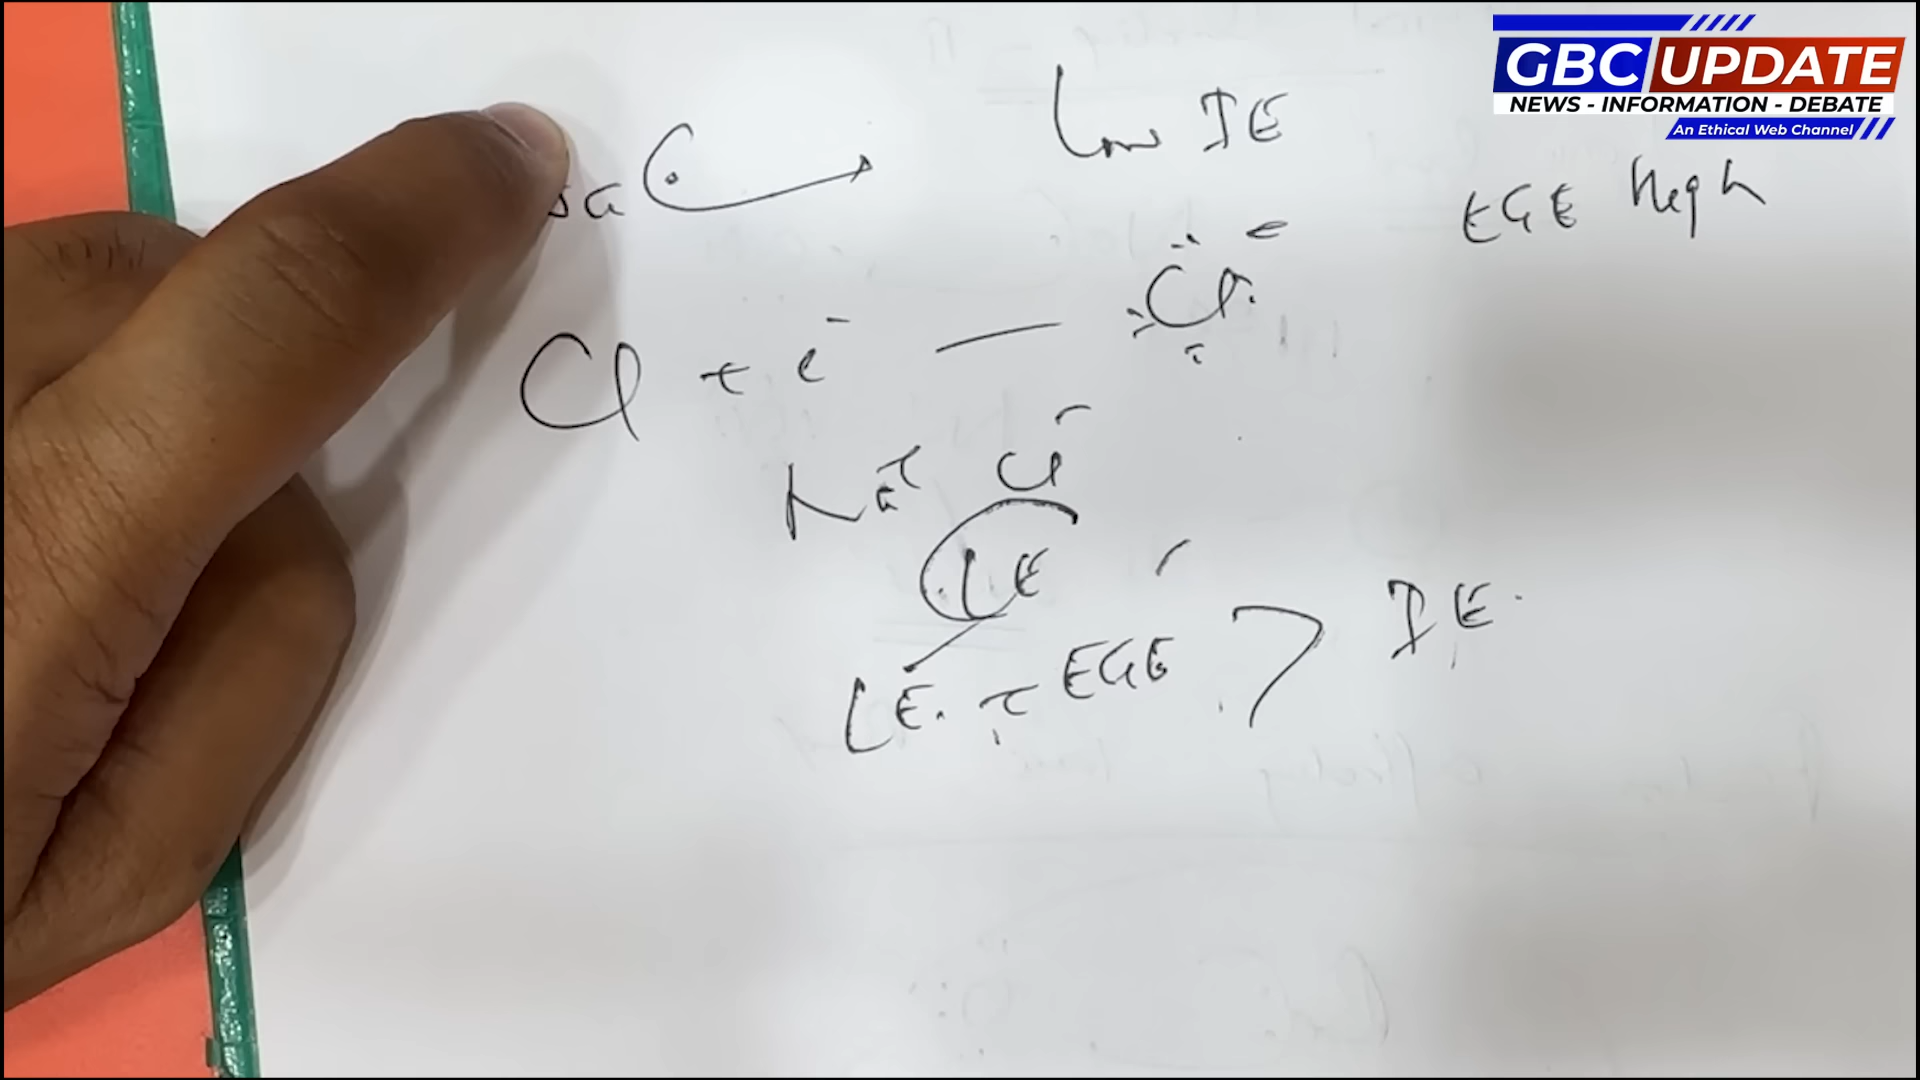 GBC UPDATE
NEWS - INFORMATION - DEBATE
An Ethical Web Channel
Low IE
EGE High
Cl + e⁻ — Cl
Na⁺ Cl⁻
LE
LE. + EGE > IE.